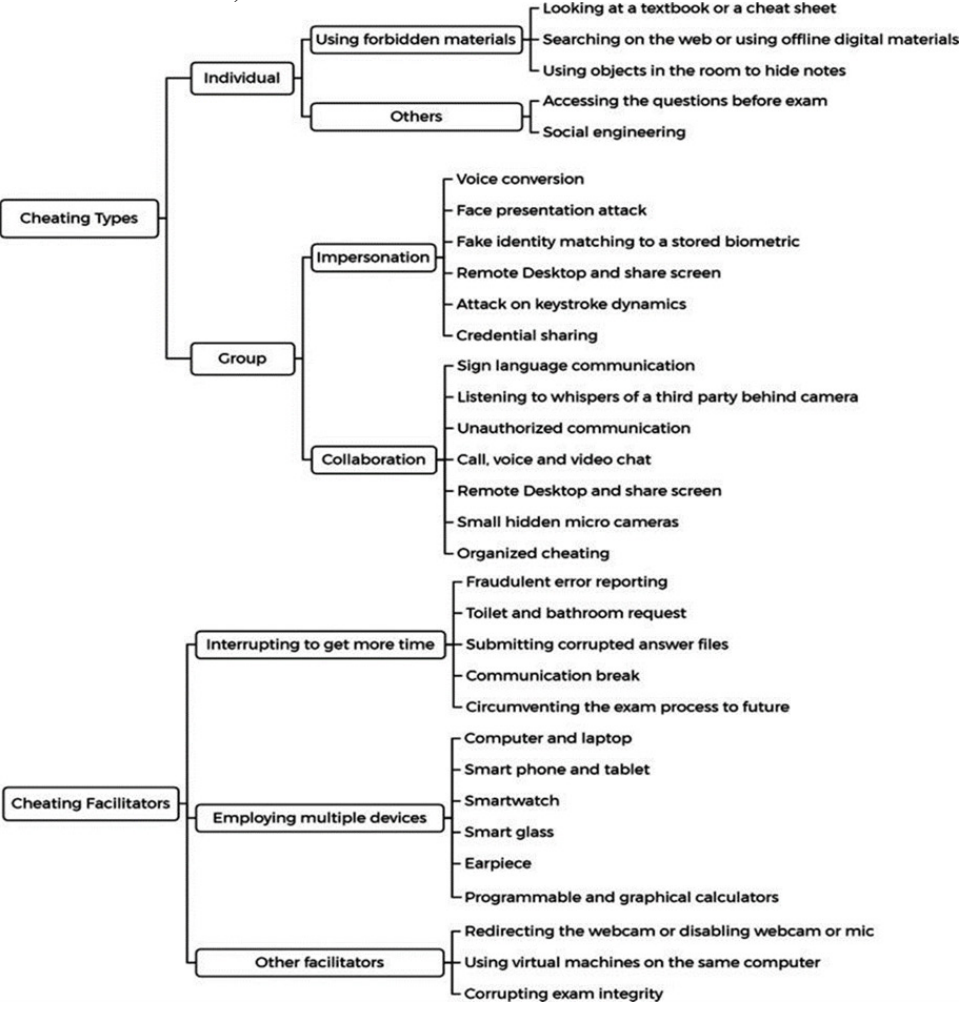 Cheating Types
Individual
Using forbidden materials
Looking at a textbook or a cheat sheet
Searching on the web or using offline digital materials
Using objects in the room to hide notes
Others
Accessing the questions before exam
Social engineering
Group
Impersonation
Voice conversion
Face presentation attack
Fake identity matching to a stored biometric
Remote Desktop and share screen
Attack on keystroke dynamics
Credential sharing
Collaboration
Sign language communication
Listening to whispers of a third party behind camera
Unauthorized communication
Call, voice and video chat
Remote Desktop and share screen
Small hidden micro cameras
Organized cheating
Cheating Facilitators
Interrupting to get more time
Fraudulent error reporting
Toilet and bathroom request
Submitting corrupted answer files
Communication break
Circumventing the exam process to future
Employing multiple devices
Computer and laptop
Smart phone and tablet
Smartwatch
Smart glass
Earpiece
Programmable and graphical calculators
Other facilitators
Redirecting the webcam or disabling webcam or mic
Using virtual machines on the same computer
Corrupting exam integrity